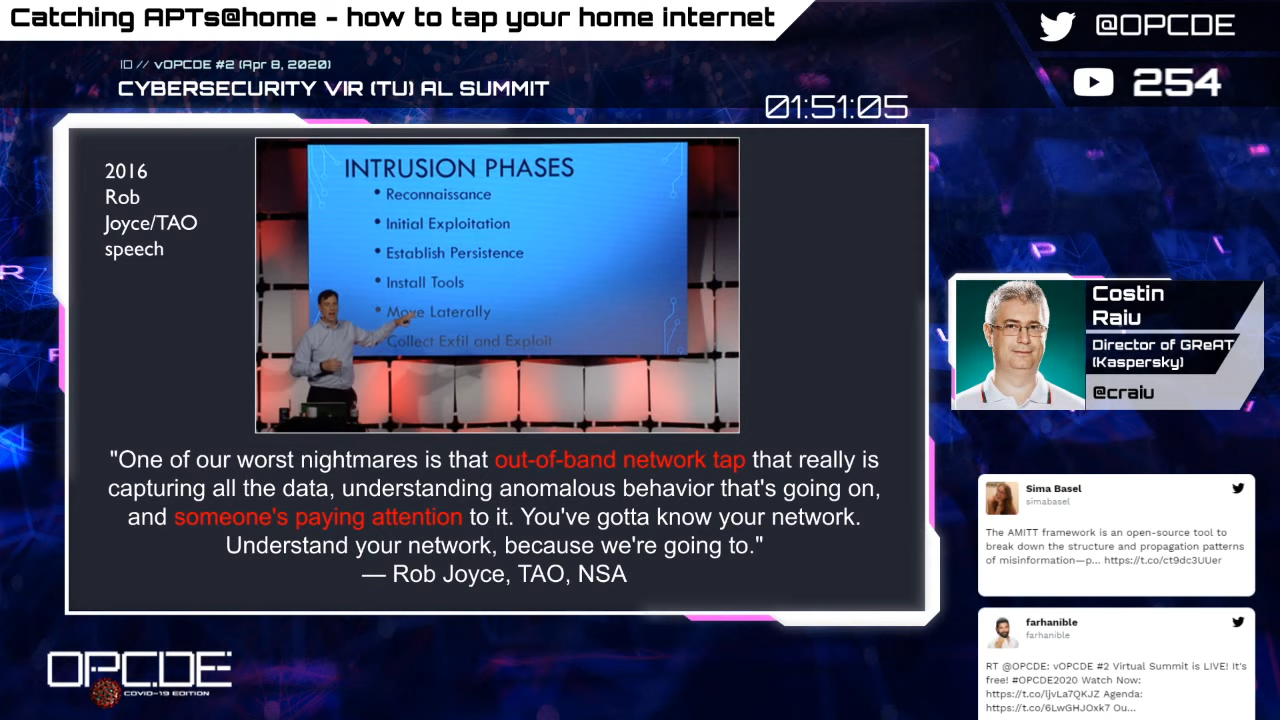 Catching APTs@home - how to tap your home internet
@OPCDE
ID // vOPCDE #2 (Apr 8, 2020)
CYBERSECURITY VIR (TU) AL SUMMIT
254
01:51:05
2016
Rob
Joyce/TAO
speech
INTRUSION PHASES
• Reconnaissance
• Initial Exploitation
• Establish Persistence
• Install Tools
• Move Laterally
• Collect Exfil and Exploit
"One of our worst nightmares is that out-of-band network tap that really is
capturing all the data, understanding anomalous behavior that's going on,
and someone's paying attention to it. You've gotta know your network.
Understand your network, because we're going to."
— Rob Joyce, TAO, NSA
Costin
Raiu
Director of GReAT
(Kaspersky)
@craiu
Sima Basel
simabasel
The AMITT framework is an open-source tool to
break down the structure and propagation patterns
of misinformation—p... https://t.co/ct9dc3UUer
farhanible
farhanible
RT @OPCDE: vOPCDE #2 Virtual Summit is LIVE! It's
free! #OPCDE2020 Watch Now:
https://t.co/ljvLa7QKJZ Agenda:
https://t.co/6LwGHJOxk7 Ou...
OPCDE
COVID-19 EDITION